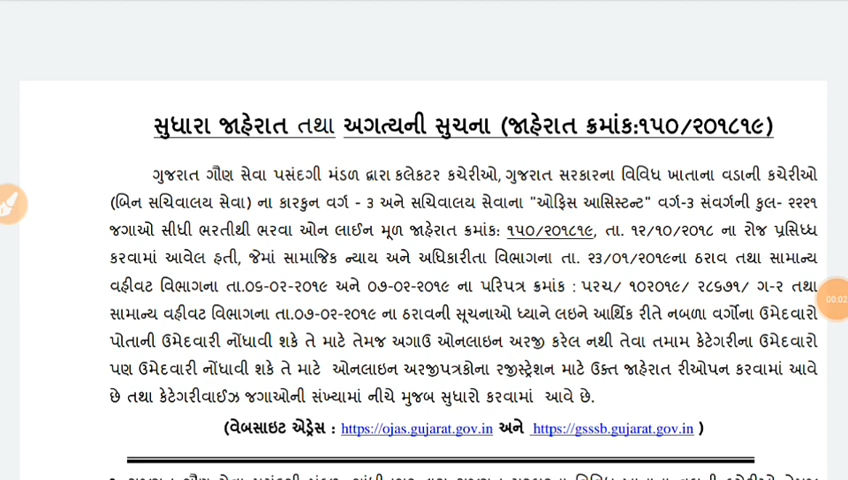 સુધારા જાહેરાત તથા અગત્યની સુચના (જાહેરાત ક્રમાંક:૧૫૦/૨૦૧૮૧૯)
ગુજરાત ગૌણ સેવા પસંદગી મંડળ દ્વારા કલેકટર કચેરીઓ, ગુજરાત સરકારના વિવિધ ખાતાના વડાની કચેરીઓ
(બિન સચિવાલય સેવા) ના કારકુન વર્ગ - ૩ અને સચિવાલય સેવાના "ઓફિસ આસિસ્ટન્ટ" વર્ગ-૩ સંવર્ગની કુલ- ૨૨૨૧
જગાઓ સીધી ભરતીથી ભરવા ઓન લાઈન મૂળ જાહેરાત ક્રમાંક: ૧૫૦/૨૦૧૮૧૯, તા. ૧૨/૧૦/૨૦૧૮ ના રોજ પ્રસિધ્ધ
કરવામાં આવેલ હતી, જેમાં સામાજિક ન્યાય અને અધિકારીતા વિભાગના તા. ૨૩/૦૧/૨૦૧૯ના ઠરાવ તથા સામાન્ય
વહીવટ વિભાગના તા.૦૬-૦૨-૨૦૧૯ અને ૦૭-૦૨-૨૦૧૯ ના પરિપત્ર ક્રમાંક : પરચ/ ૧૦૨૦૧૯/ ૨૮૬૭૧/ ગ-૨ તથા
સામાન્ય વહીવટ વિભાગના તા.૦૭-૦૨-૨૦૧૯ ના ઠરાવની સૂચનાઓ ધ્યાને લઇને આર્થિક રીતે નબળા વર્ગોના ઉમેદવારો
પોતાની ઉમેદવારી નોંધાવી શકે તે માટે તેમજ અગાઉ ઓનલાઇન અરજી કરેલ નથી તેવા તમામ કેટેગરીના ઉમેદવારો
પણ ઉમેદવારી નોંધાવી શકે તે માટે ઓનલાઇન અરજીપત્રકોના રજીસ્ટ્રેશન માટે ઉક્ત જાહેરાત રીઓપન કરવામાં આવે
છે તથા કેટેગરીવાઈઝ જગાઓની સંખ્યામાં નીચે મુજબ સુધારો કરવામાં આવે છે.
(વેબસાઇટ એડ્રેસ : https://ojas.gujarat.gov.in અને https://gsssb.gujarat.gov.in )
00:02